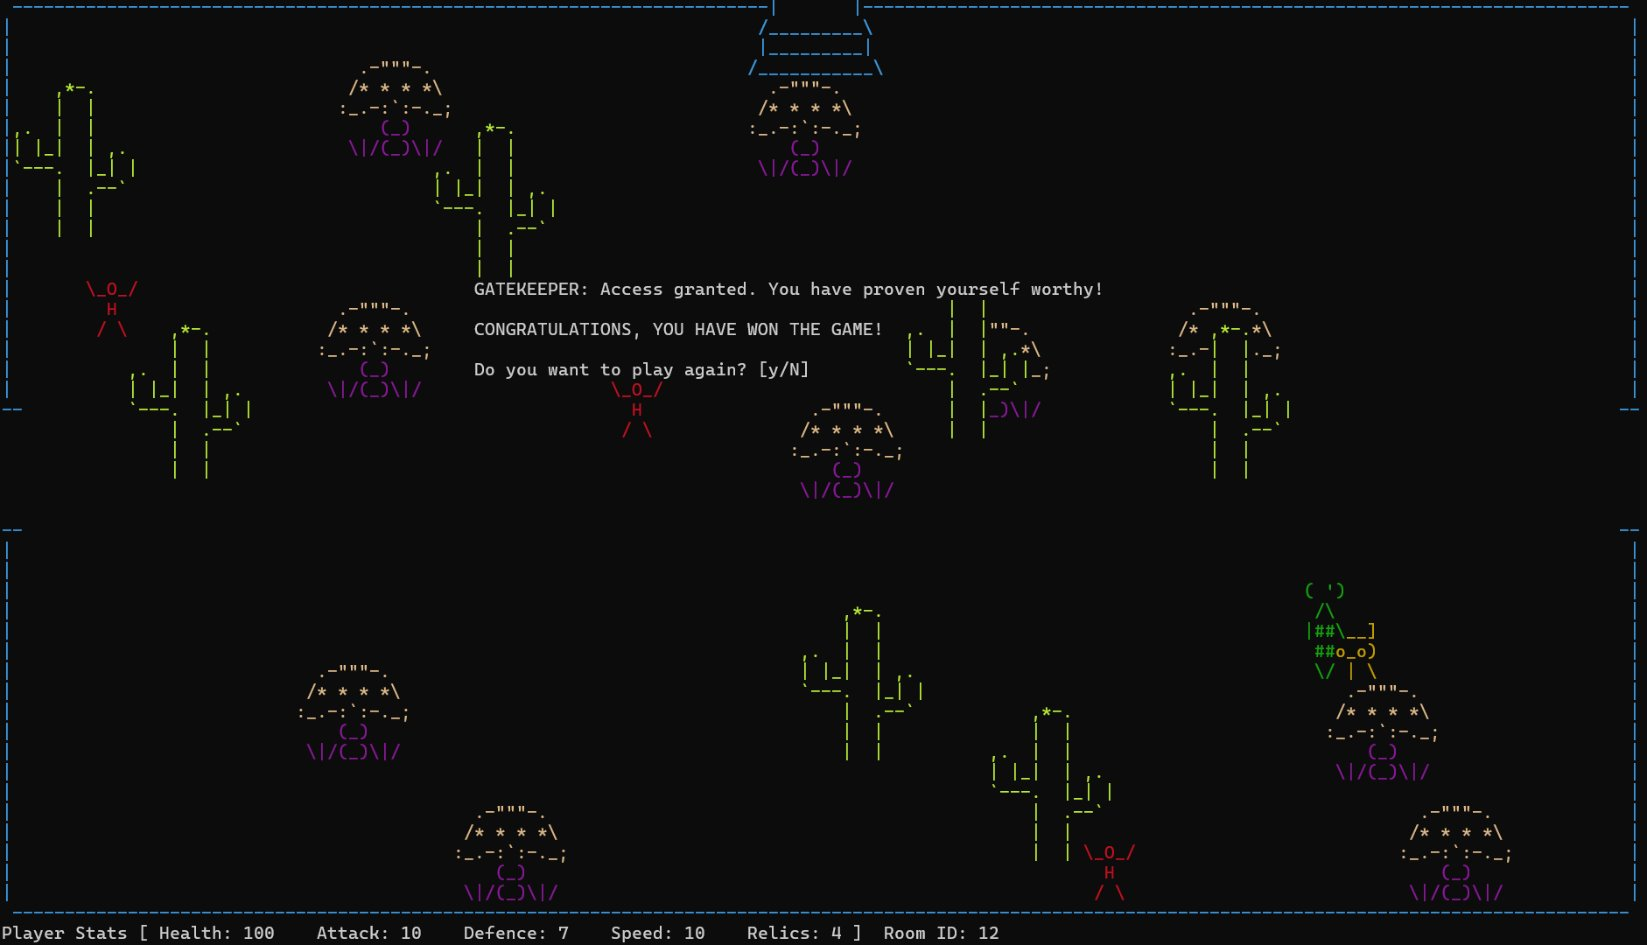 GATEKEEPER: Access granted. You have proven yourself worthy!
CONGRATULATIONS, YOU HAVE WON THE GAME!
Do you want to play again? [y/N]
Player Stats [ Health: 100    Attack: 10    Defence: 7    Speed: 10    Relics: 4 ]  Room ID: 12